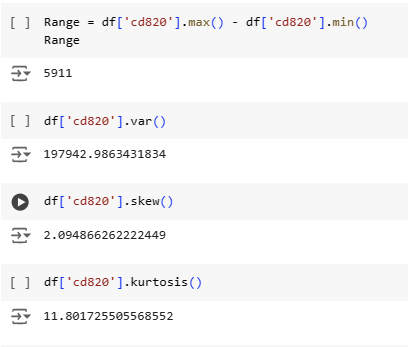 [ ] Range = df['cd820'].max() - df['cd820'].min()
Range
5911
[ ] df['cd820'].var()
197942.9863431834
df['cd820'].skew()
2.094866262222449
[ ] df['cd820'].kurtosis()
11.801725505568552